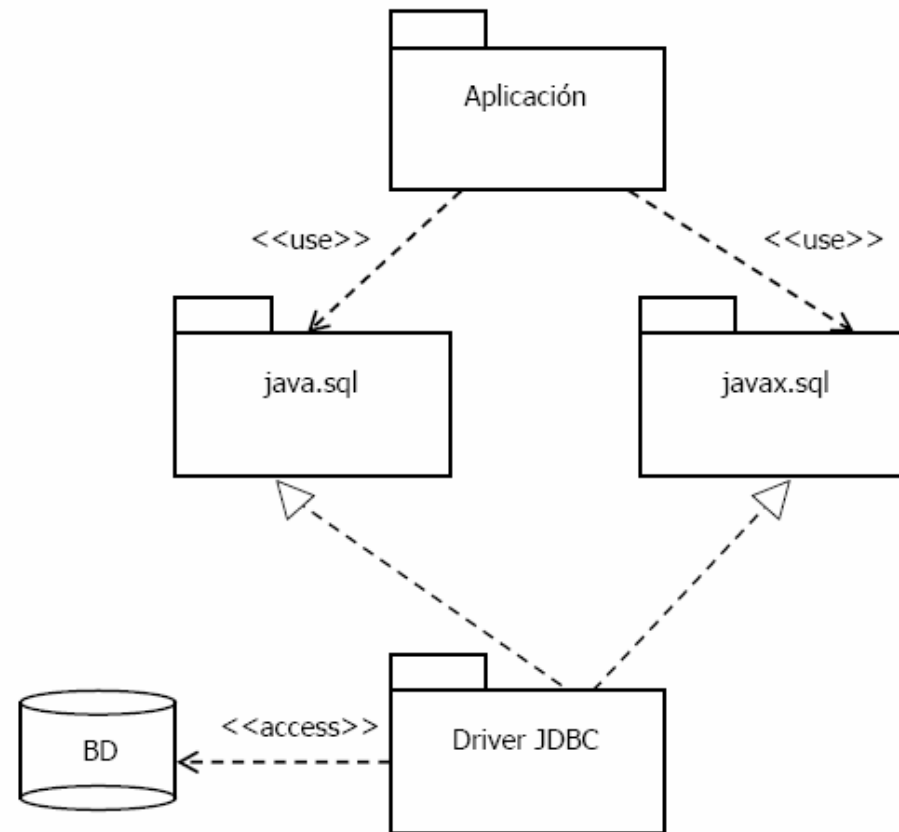 Aplicación
<<use>>
<<use>>
java.sql
javax.sql
<<access>>
BD
Driver JDBC